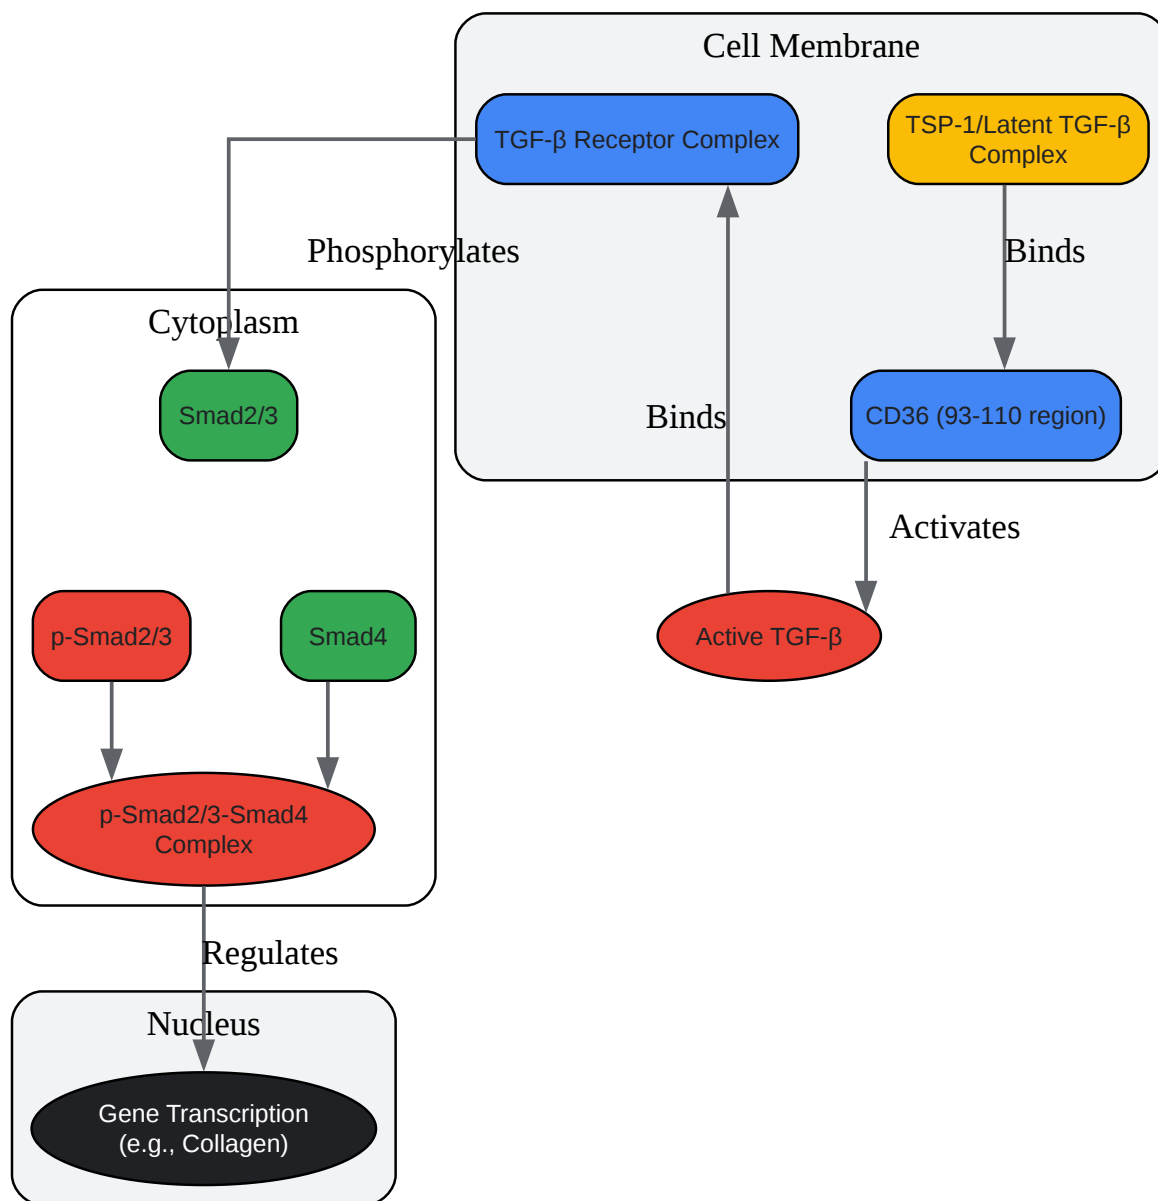 Cell Membrane
TGF-β Receptor Complex
TSP-1/Latent TGF-β
Complex
Phosphorylates
Binds
Cytoplasm
Smad2/3
Binds
CD36 (93-110 region)
Activates
p-Smad2/3
Smad4
Active TGF-β
p-Smad2/3-Smad4
Complex
Regulates
Nucleus
Gene Transcription
(e.g., Collagen)